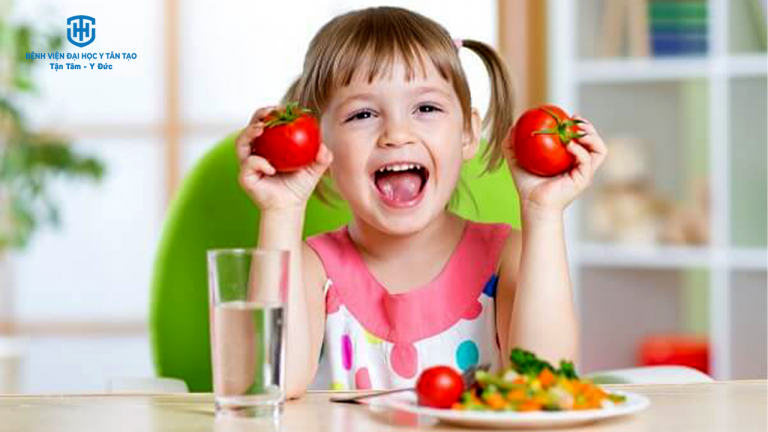 BỆNH VIỆN ĐẠI HỌC Y TÂN TẠO
Tận Tâm - Y Đức